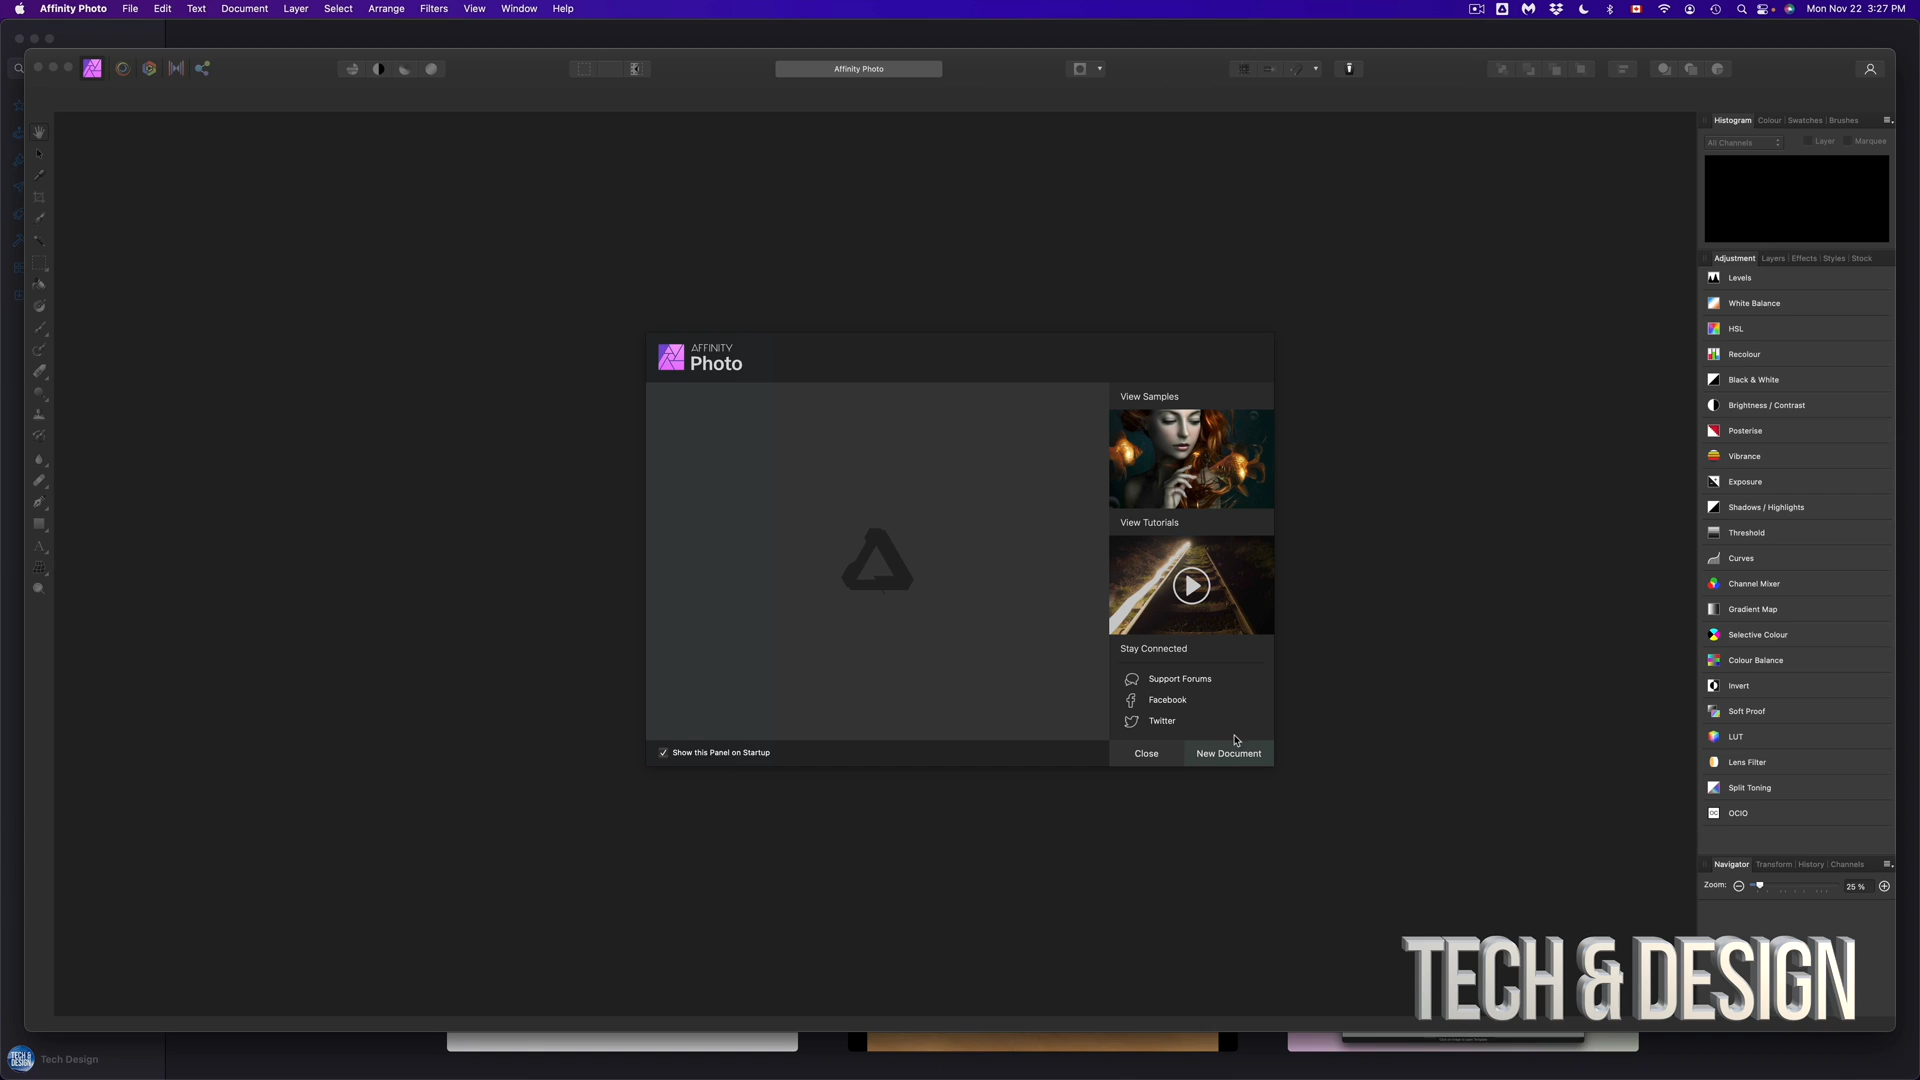 Affinity Photo File Edit Text Document Layer Select Arrange Filters View Window Help Mon Nov 22 3:27 PM
Affinity Photo
Histogram Colour Swatches Brushes
All Channels Layer Marquee
Adjustment Layers Effects Styles Stock
Levels
White Balance
HSL
Recolour
Black & White
Brightness / Contrast
Posterise
Vibrance
Exposure
Shadows / Highlights
Threshold
Curves
Channel Mixer
Gradient Map
Selective Colour
Colour Balance
Invert
Soft Proof
LUT
Lens Filter
Split Toning
OCIO
Navigator Transform History Channels
Zoom: 25 %
AFFINITY
Photo
View Samples
View Tutorials
Stay Connected
Support Forums
Facebook
Twitter
Show this Panel on Startup Close New Document
TECH & DESIGN
TECH & DESIGN Tech Design